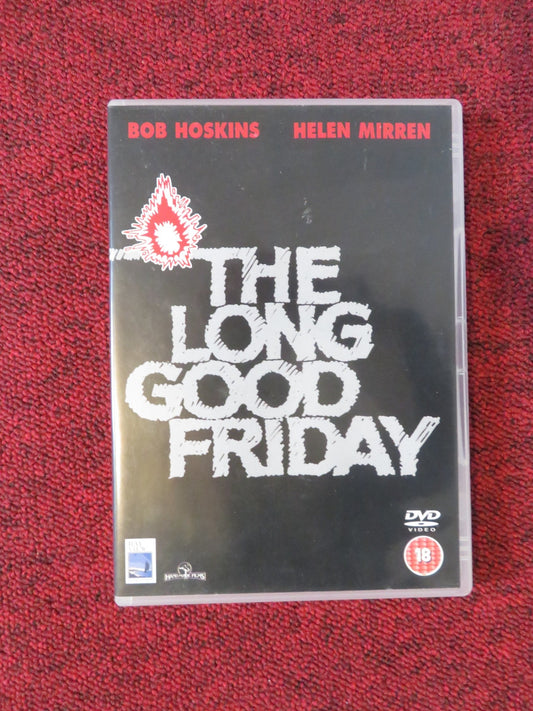 BOB HOSKINS HELEN MIRREN
THE
LONG
GOOD
FRIDAY
DVD
VIDEO
18